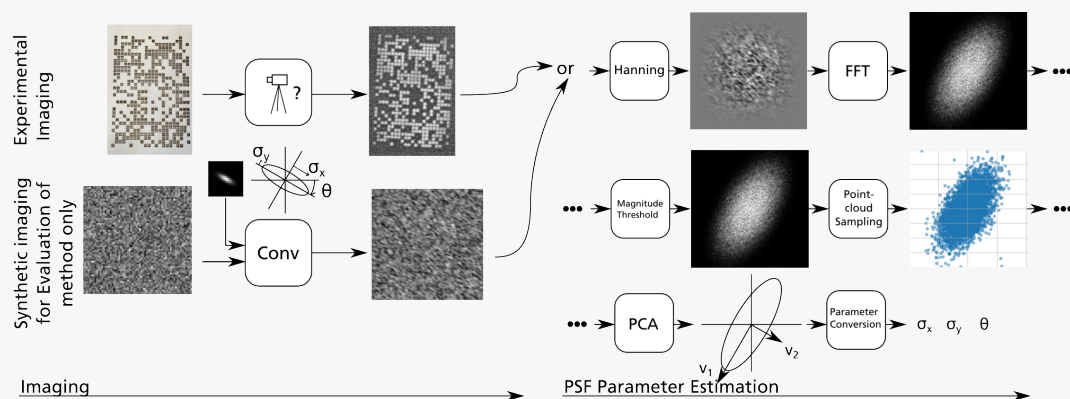 Experimental
Imaging
?
or
Hanning
FFT
•••
σy
σx
θ
Synthetic imaging
for Evaluation of
method only
Conv
•••
Magnitude
Threshold
Point-
cloud
Sampling
•••
•••
PCA
v1
v2
Parameter
Conversion
σx σy θ
Imaging
PSF Parameter Estimation